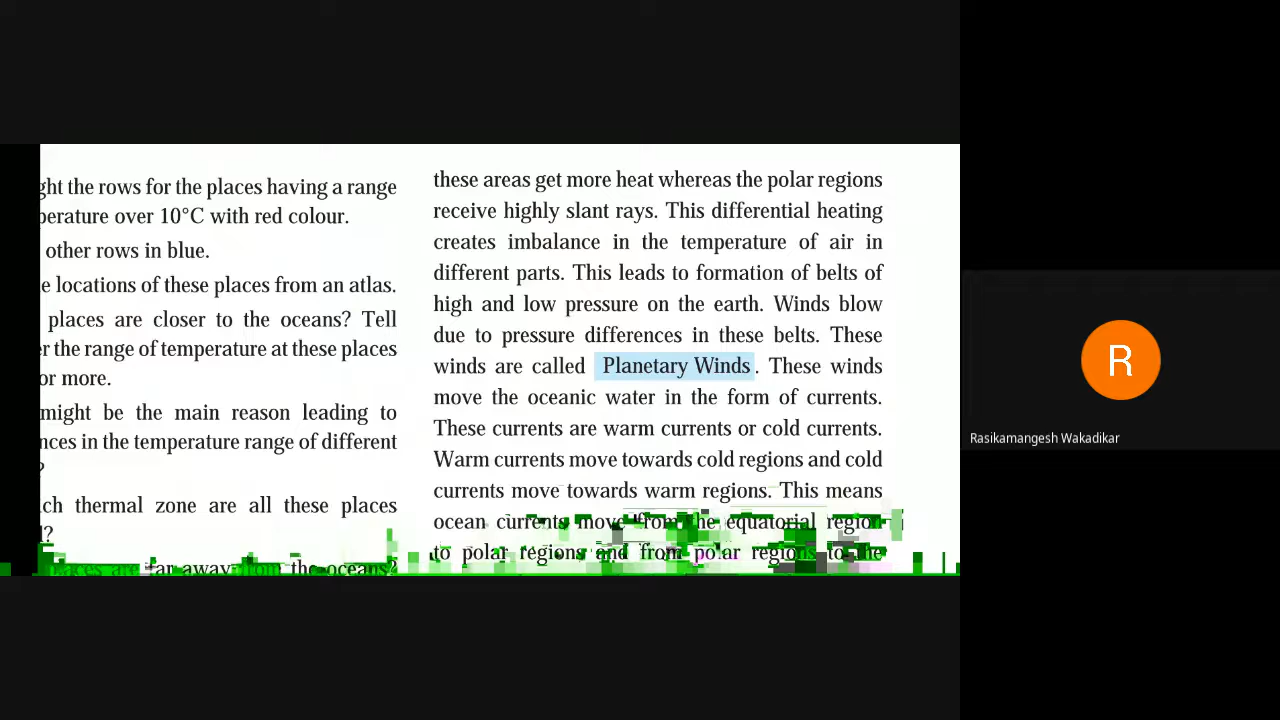 ght the rows for the places having a range
perature over 10°C with red colour.
other rows in blue.
e locations of these places from an atlas.
places are closer to the oceans? Tell
er the range of temperature at these places
or more.
might be the main reason leading to
nces in the temperature range of different
?
ch thermal zone are all these places
l?
places are far away from the oceans?
these areas get more heat whereas the polar regions
receive highly slant rays. This differential heating
creates imbalance in the temperature of air in
different parts. This leads to formation of belts of
high and low pressure on the earth. Winds blow
due to pressure differences in these belts. These
winds are called Planetary Winds. These winds
move the oceanic water in the form of currents.
These currents are warm currents or cold currents.
Warm currents move towards cold regions and cold
currents move towards warm regions. This means
ocean currents move from the equatorial region
to polar regions and from polar regions to the
R
Rasikamangesh Wakadikar